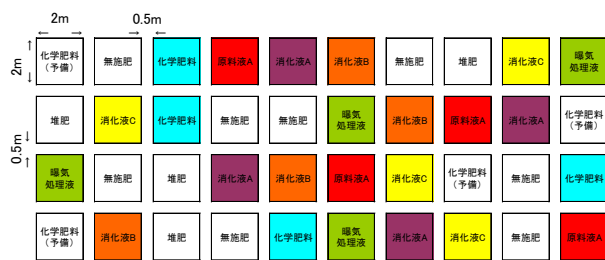 2m 0.5m
2m
化学肥料
(予備)
無施肥
化学肥料
原料液A
消化液A
消化液B
無施肥
堆肥
消化液C
曝気
処理液
0.5m
堆肥
消化液C
化学肥料
無施肥
無施肥
曝気
処理液
消化液B
原料液A
消化液A
化学肥料
(予備)
曝気
処理液
無施肥
堆肥
消化液A
消化液B
原料液A
消化液C
化学肥料
(予備)
無施肥
化学肥料
化学肥料
(予備)
消化液B
堆肥
無施肥
化学肥料
曝気
処理液
消化液A
消化液C
無施肥
原料液A